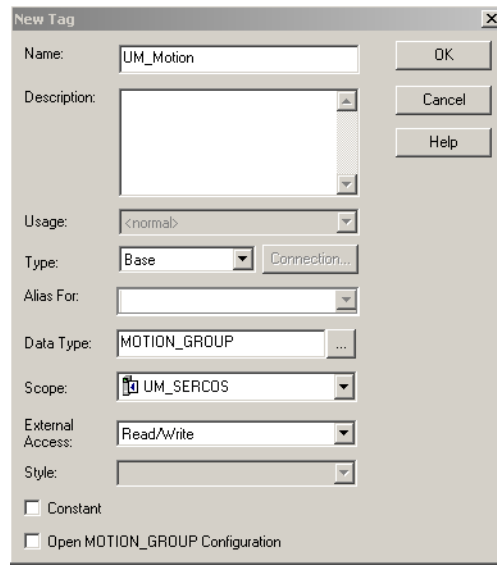 New Tag
Name: UM_Motion OK
Description: Cancel
Help
Usage: <normal>
Type: Base Connection...
Alias For:
Data Type: MOTION_GROUP ...
Scope: UM_SERCOS
External
Access: Read/Write
Style:
Constant
Open MOTION_GROUP Configuration